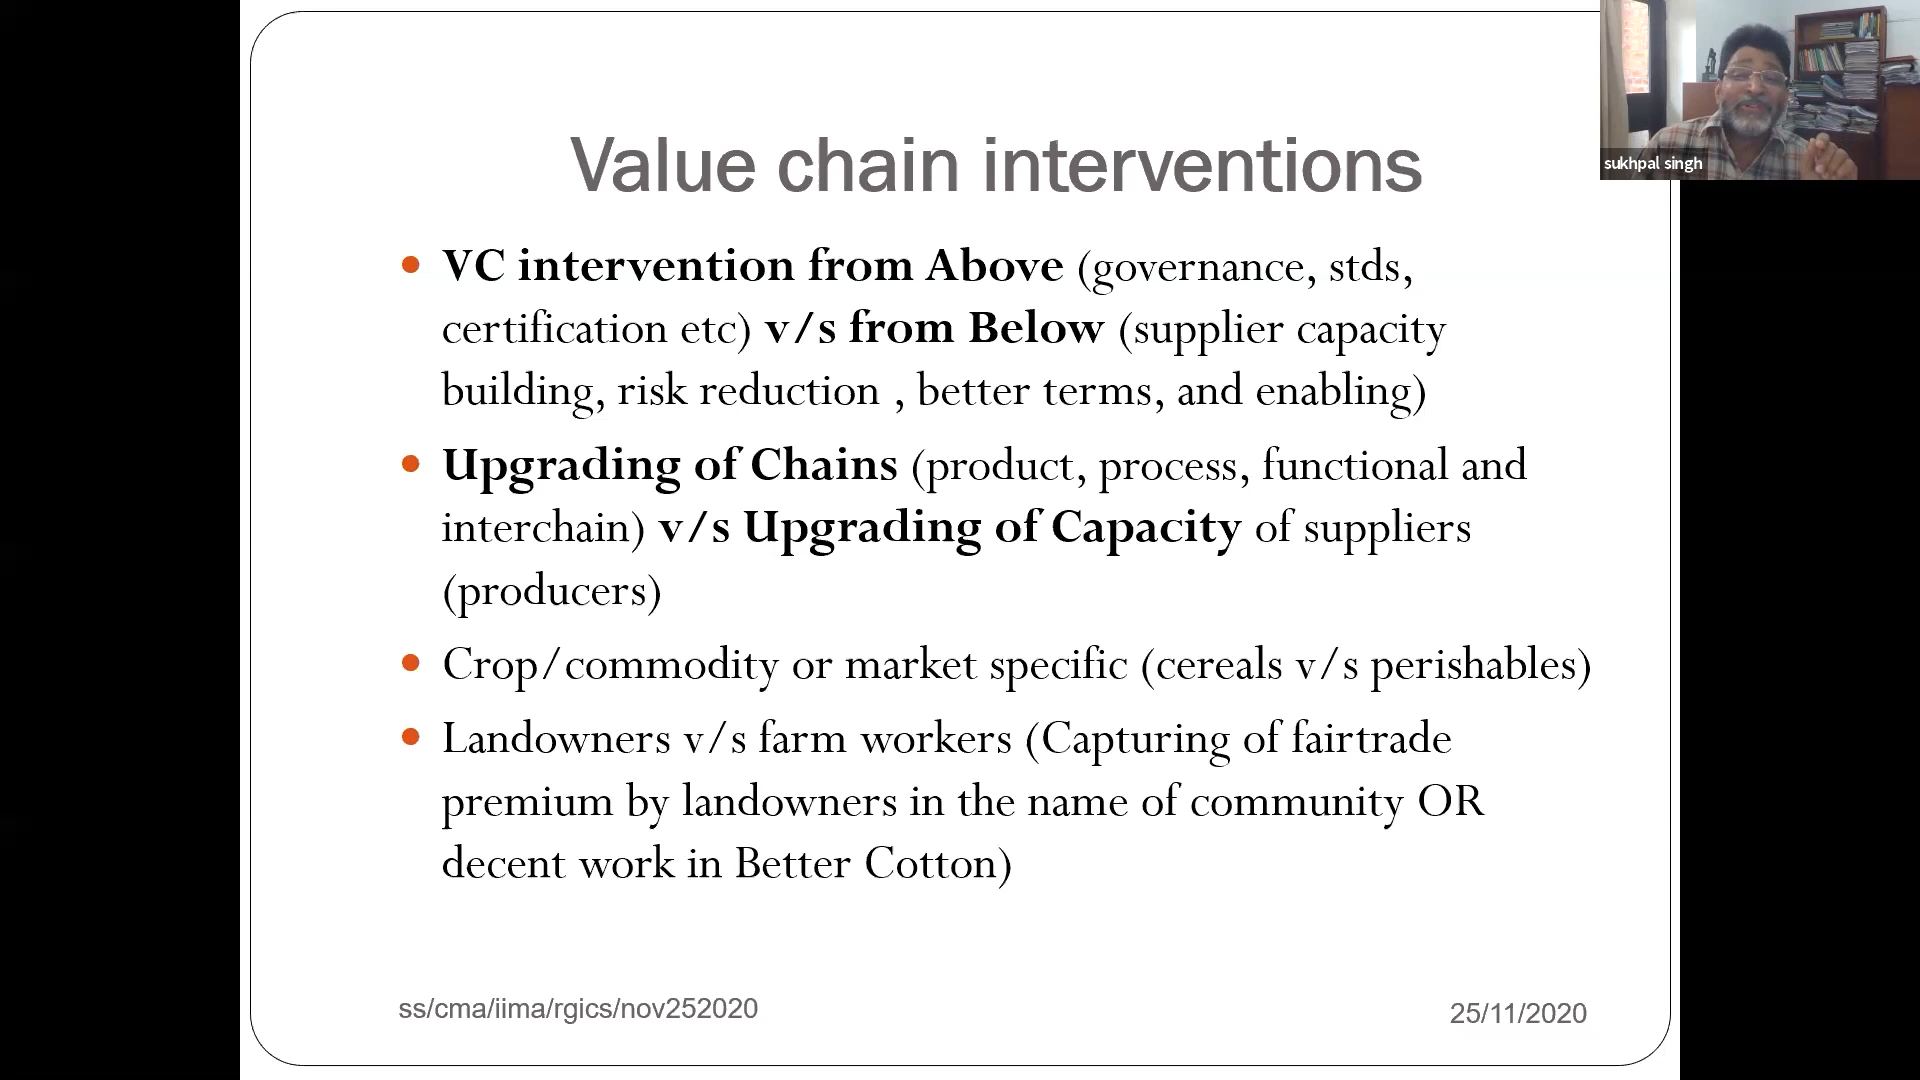 sukhpal singh
Value chain interventions
• VC intervention from Above (governance, stds,
certification etc) v/s from Below (supplier capacity
building, risk reduction , better terms, and enabling)
• Upgrading of Chains (product, process, functional and
interchain) v/s Upgrading of Capacity of suppliers
(producers)
• Crop/commodity or market specific (cereals v/s perishables)
• Landowners v/s farm workers (Capturing of fairtrade
premium by landowners in the name of community OR
decent work in Better Cotton)
ss/cma/iima/rgics/nov252020
25/11/2020